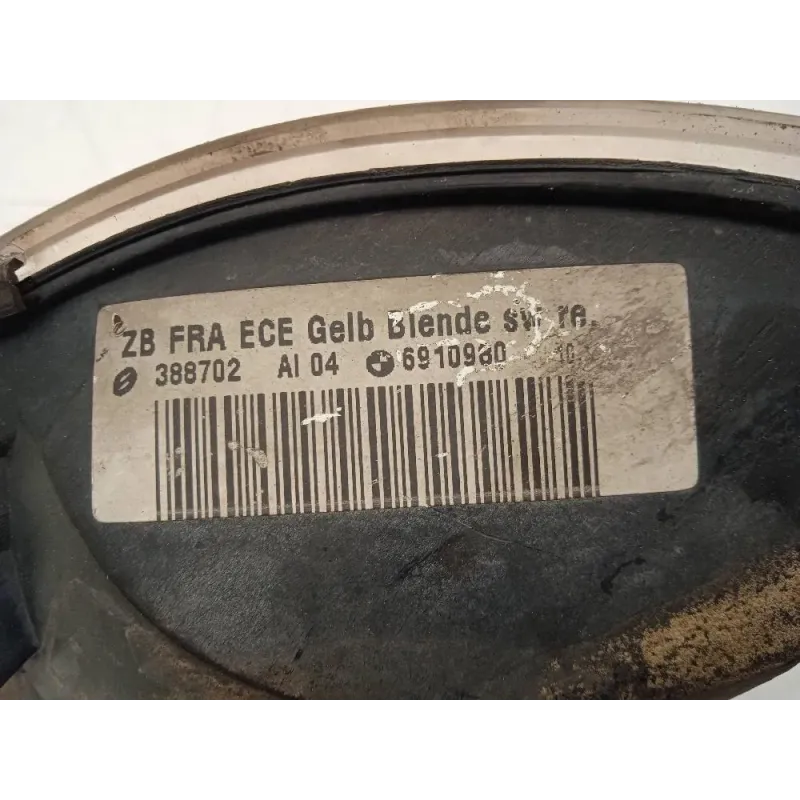 ZB FRA ECE Gelb Blende sw re.
388702 AI 04 6910960